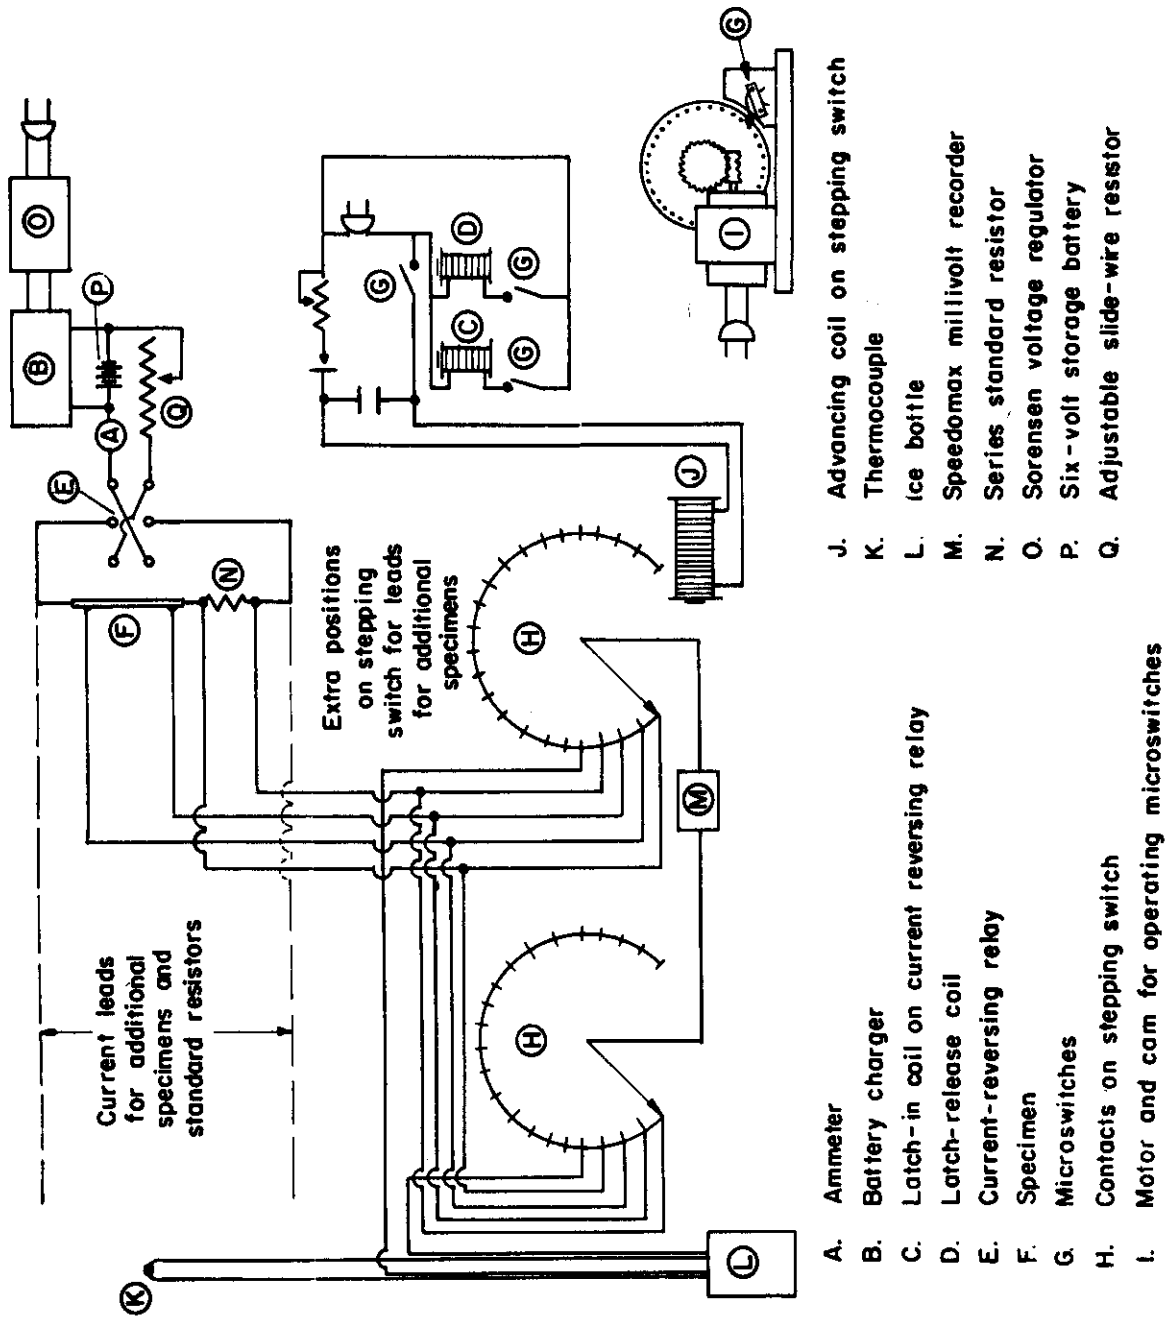 K
L
H
H
M
J
Current leads
for additional
specimens and
standard resistors
Extra positions
on stepping
switch for leads
for additional
specimens
F
N
E
A
Q
P
B
O
G
C
G
D
G
I
G
A. Ammeter
B. Battery charger
C. Latch-in coil on current reversing relay
D. Latch-release coil
E. Current-reversing relay
F. Specimen
G. Microswitches
H. Contacts on stepping switch
I. Motor and cam for operating microswitches
J. Advancing coil on stepping switch
K. Thermocouple
L. Ice bottle
M. Speedomax millivolt recorder
N. Series standard resistor
O. Sorensen voltage regulator
P. Six-volt storage battery
Q. Adjustable slide-wire resistor